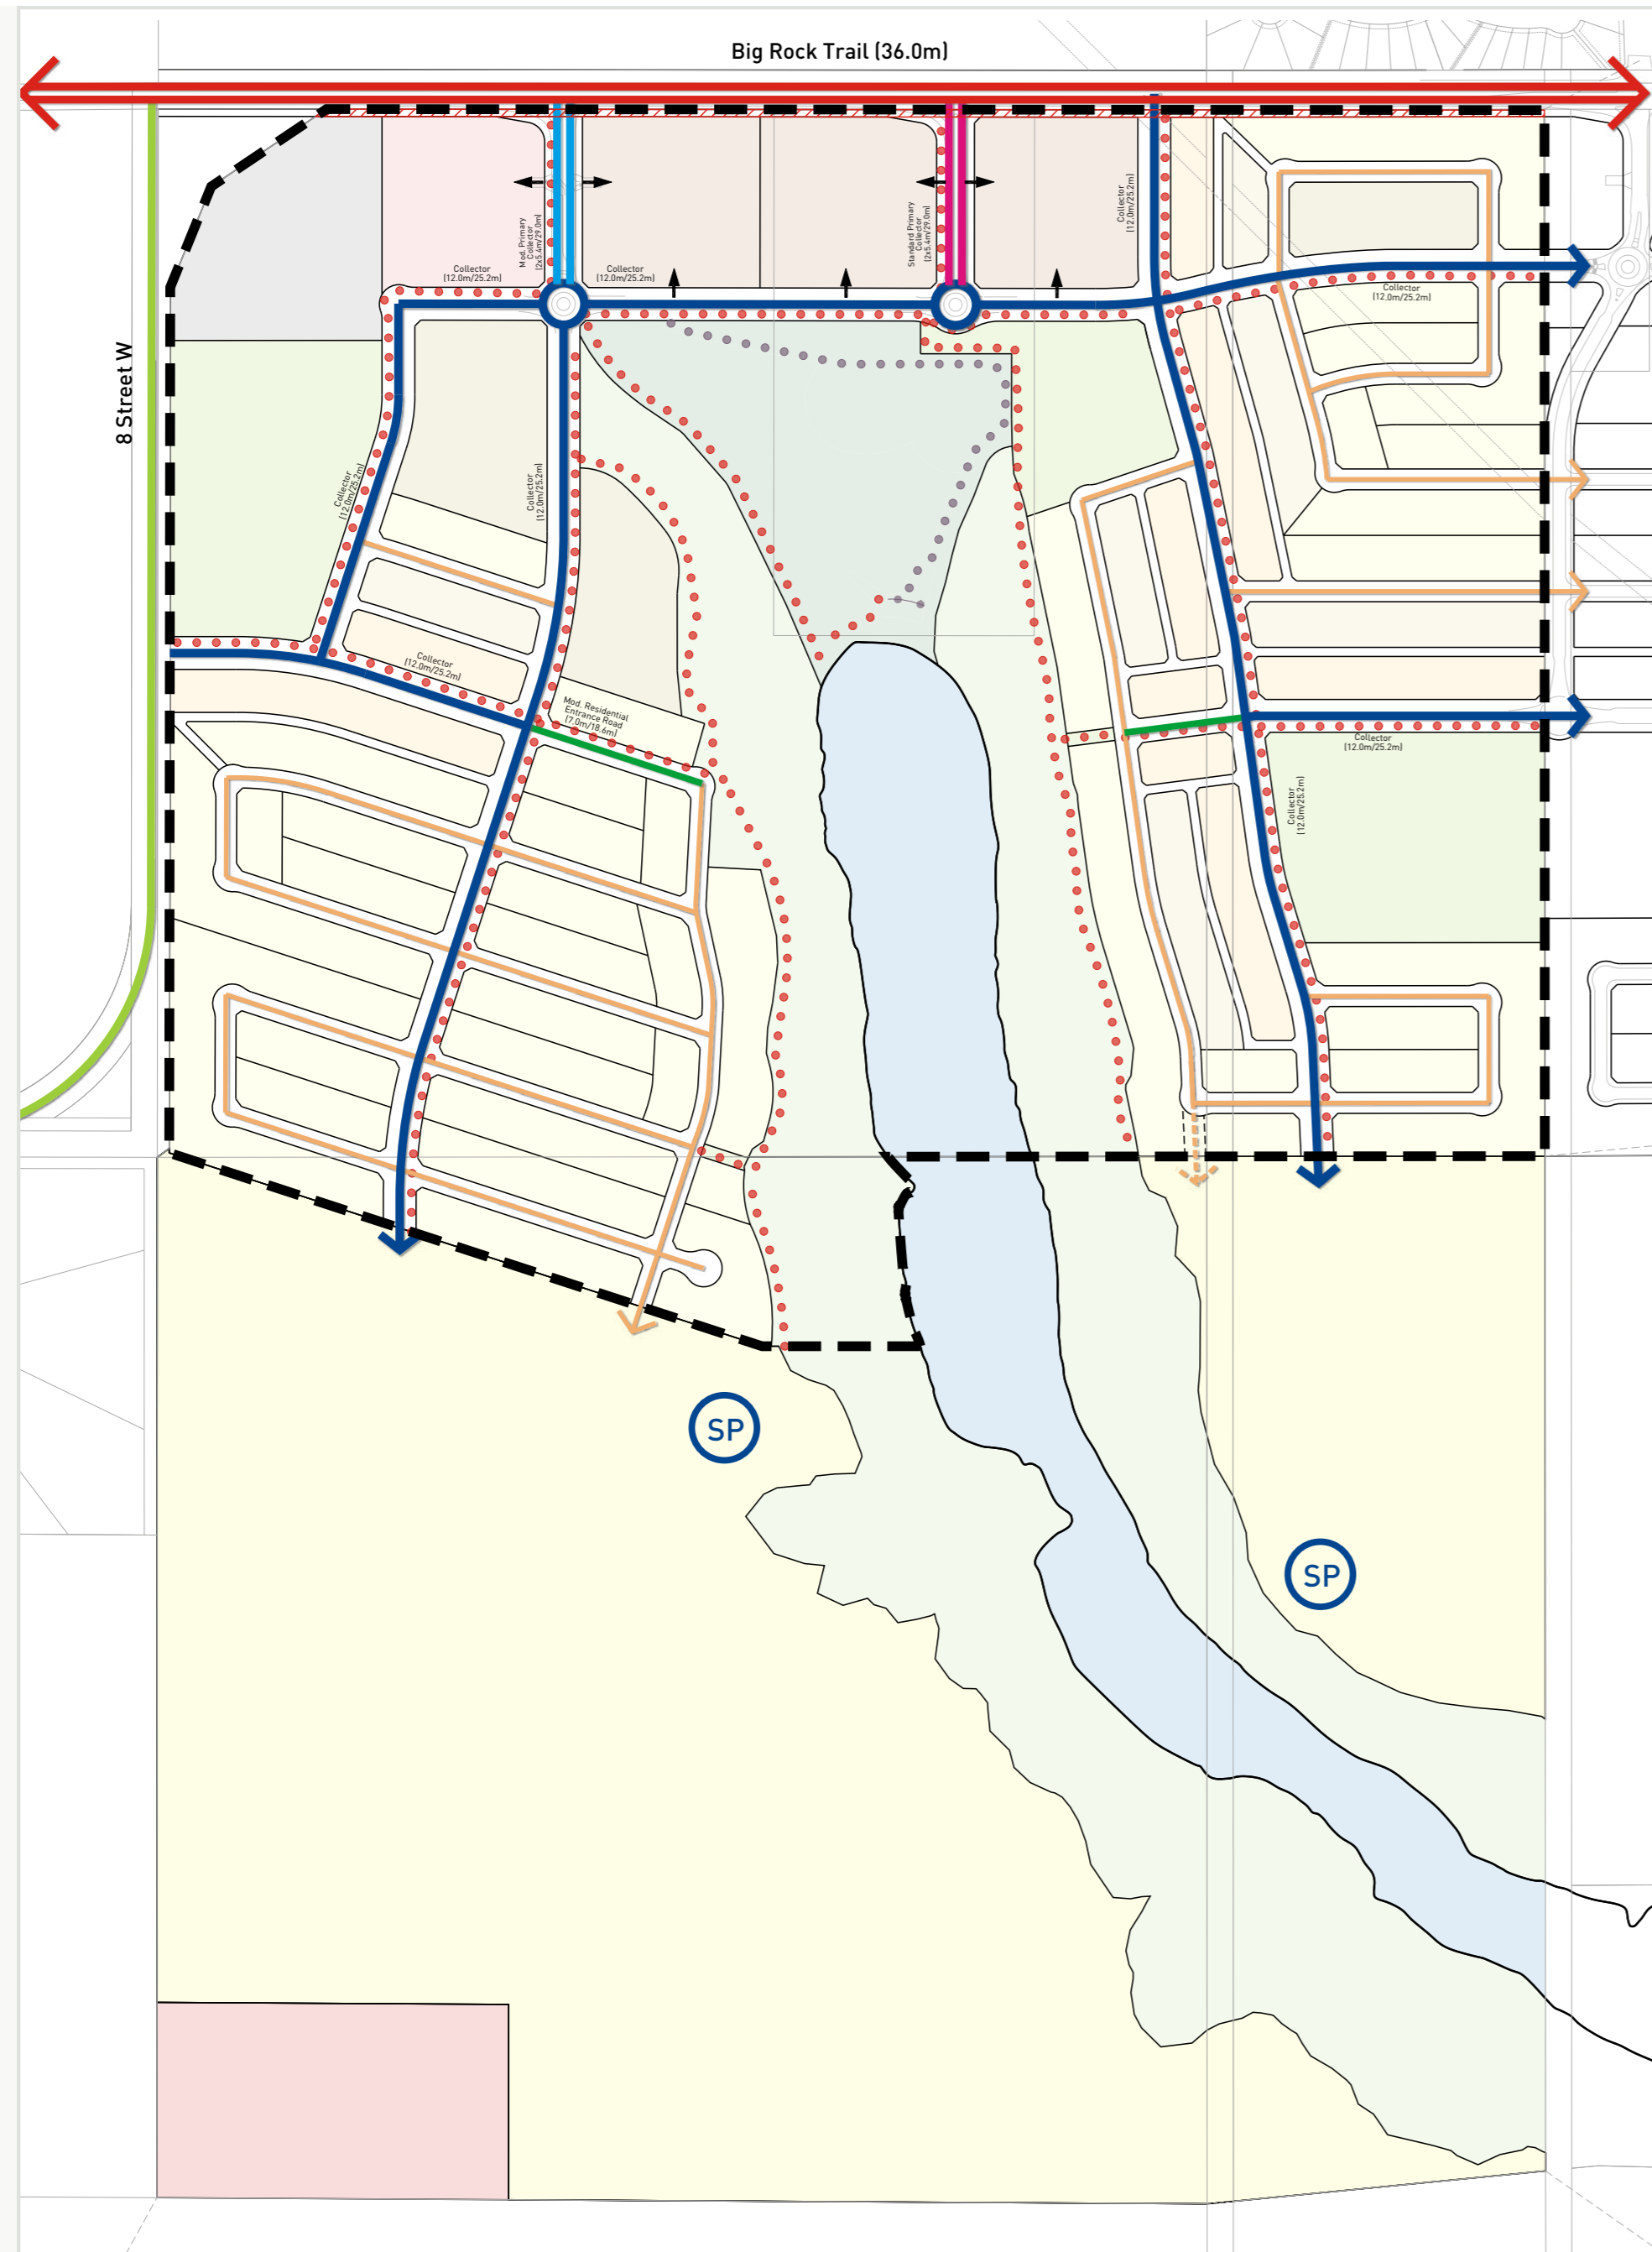 Big Rock Trail (36.0m)
8 Street W
Mod. Primary
Collector
(2x5.4m/29.0m)
Standard Primary
Collector
(2x5.4m/29.0m)
Collector
(12.0m/25.2m)
Collector
(12.0m/25.2m)
Collector
(12.0m/25.2m)
Collector
(12.0m/25.2m)
Collector
(12.0m/25.2m)
Collector
(12.0m/25.2m)
Collector
(12.0m/25.2m)
Mod. Residential
Entrance Road
(7.0m/18.6m)
Collector
(12.0m/25.2m)
Collector
(12.0m/25.2m)
SP
SP